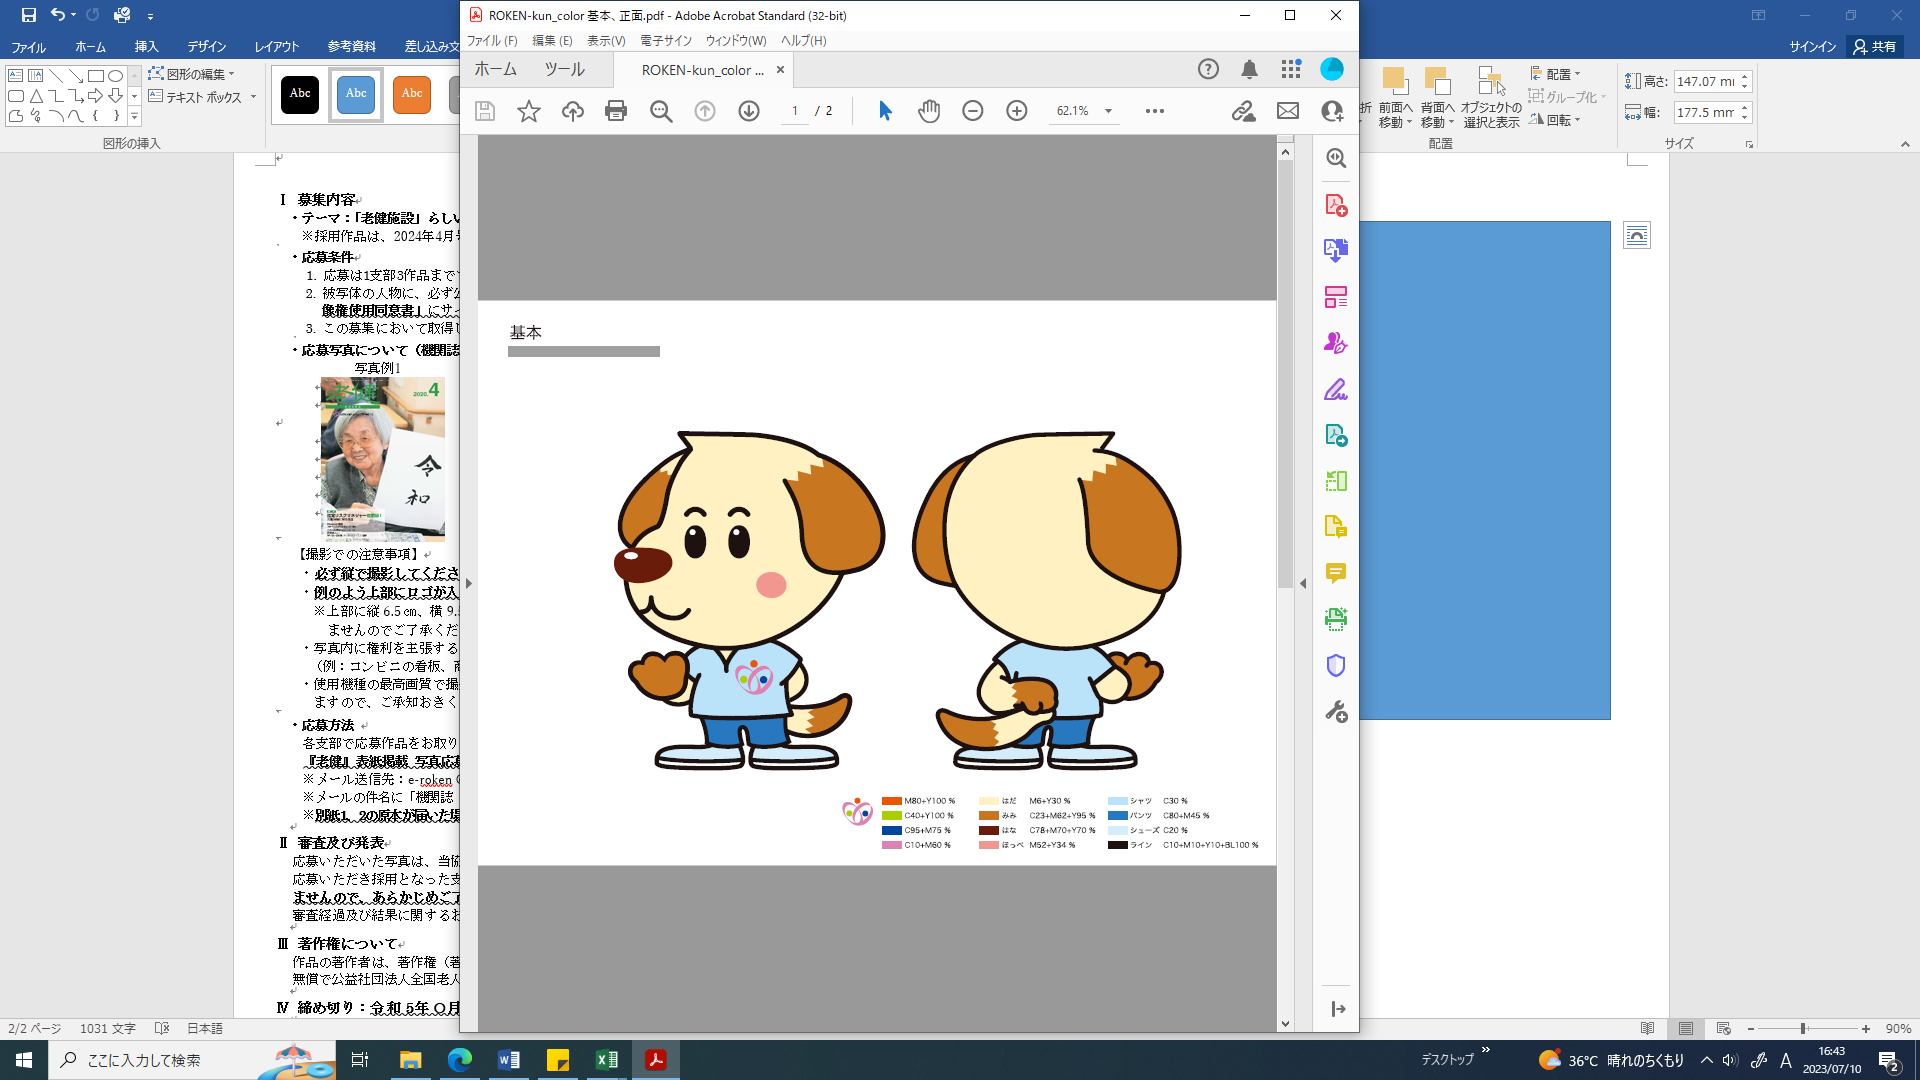 ROKEN-kun_color 基本、正面.pdf - Adobe Acrobat Standard (32-bit)
ファイル ホーム 挿入 デザイン レイアウト 参考資料 差し込み文
サインイン 共有
ファイル(F) 編集(E) 表示(V) 電子サイン ウィンドウ(W) ヘルプ(H)
ホーム ツール ROKEN-kun_color ...
1 / 2 62.1%
図形の編集
テキスト ボックス
図形の挿入
Abc Abc Abc
前面へ移動 背面へ移動 オブジェクトの選択と表示
配置
グループ化
回転
配置
高さ: 147.07 mm
幅: 177.5 mm
サイズ
Ⅰ 募集内容
・テーマ：「老健施設」らしい
※採用作品は、2024年4月
・応募条件
1. 応募は1支部3作品まで
2. 被写体の人物に、必ず
像権使用同意書」にサイ
3. この募集において取得し
・応募写真について（機関誌
写真例1
老健
2020. 4
令和
【撮影での注意事項】
・必ず縦で撮影してくださ
・例のよう上部にロゴが入
※上部に縦 6.5 ㎝、横 9.
ませんのでご了承くだ
・写真内に権利を主張する
（例：コンビニの看板、商
・使用機種の最高画質で撮
ますので、ご承知おきく
・応募方法
各支部で応募作品をお取り
『老健』表紙掲載 写真応募
※メール送信先：e-roken
※メールの件名に「機関誌
※別紙1、2の原本が届いた場
Ⅱ 審査及び発表
応募いただいた写真は、当協
応募いただき採用となった支
ませんので、あらかじめご了
審査経過及び結果に関するお
Ⅲ 著作権について
作品の著作者は、著作権（著
無償で公益社団法人全国老人
Ⅳ 締め切り：令和 5年〇月
基本
M80+Y100 % はだ M6+Y30 % シャツ C30 %
C40+Y100 % みみ C23+M62+Y95 % パンツ C80+M45 %
C95+M75 % はな C78+M70+Y70 % シューズ C20 %
C10+M60 % ほっぺ M52+Y34 % ライン C10+M10+Y10+BL100 %
2/2 ページ 1031 文字 日本語 90%
ここに入力して検索
デスクトップ 36°C 晴れのちくもり A 16:43
2023/07/10 2